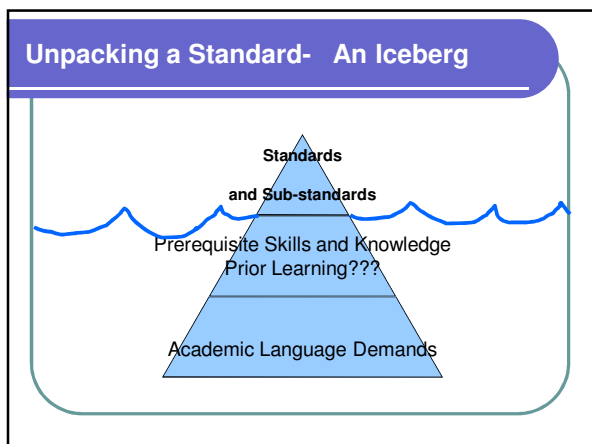 Unpacking a Standard- An Iceberg
Standards
and Sub-standards
Prerequisite Skills and Knowledge
Prior Learning???
Academic Language Demands